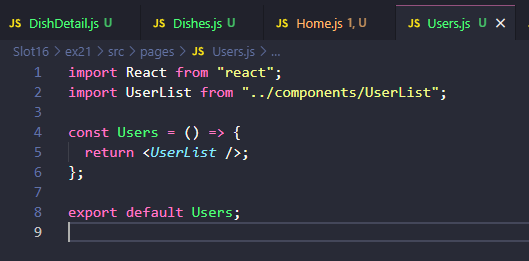 JS DishDetail.js U JS Dishes.js U JS Home.js 1, U JS Users.js U ×
Slot16 > ex21 > src > pages > JS Users.js > ...
1 import React from "react";
2 import UserList from "../components/UserList";
3
4 const Users = () => {
5   return <UserList />;
6 };
7
8 export default Users;
9